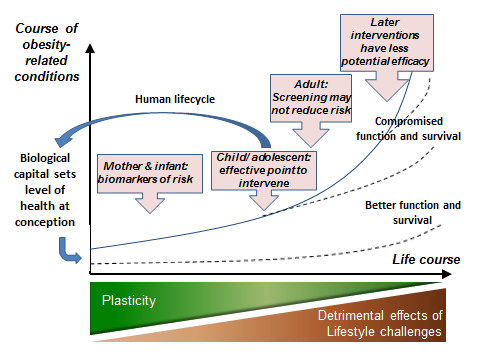 Course of
obesity-
related
conditions
Later
interventions
have less
potential efficacy
Adult:
Screening may
not reduce risk
Human lifecycle
Compromised
function and survival
Biological
capital sets
level of
health at
conception
Mother & infant:
biomarkers of risk
Child/adolescent:
effective point to
intervene
Better function and
survival
Life course
Plasticity
Detrimental effects of
Lifestyle challenges